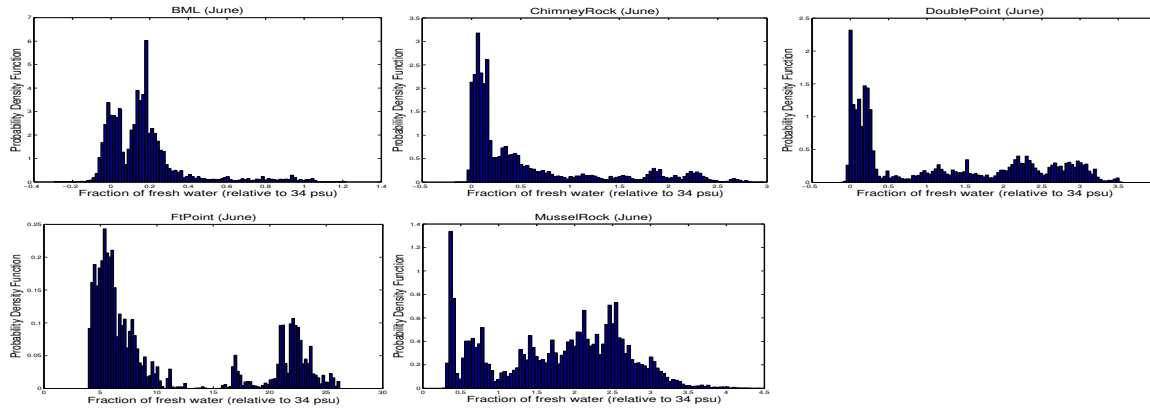 BML (June)
Probability Density Function
7
6
5
4
3
2
1
0
-0.4 -0.2 0 0.2 0.4 0.6 0.8 1 1.2 1.4
Fraction of fresh water (relative to 34 psu)
ChimneyRock (June)
Probability Density Function
3.5
3
2.5
2
1.5
1
0.5
0
-0.5 0 0.5 1 1.5 2 2.5 3
Fraction of fresh water (relative to 34 psu)
DoublePoint (June)
Probability Density Function
2.5
2
1.5
1
0.5
0
-0.5 0 0.5 1 1.5 2 2.5 3 3.5
Fraction of fresh water (relative to 34 psu)
FtPoint (June)
Probability Density Function
0.25
0.2
0.15
0.1
0.05
0
0 5 10 15 20 25 30
Fraction of fresh water (relative to 34 psu)
MusselRock (June)
Probability Density Function
1.4
1.2
1
0.8
0.6
0.4
0.2
0
0 0.5 1 1.5 2 2.5 3 3.5 4 4.5
Fraction of fresh water (relative to 34 psu)